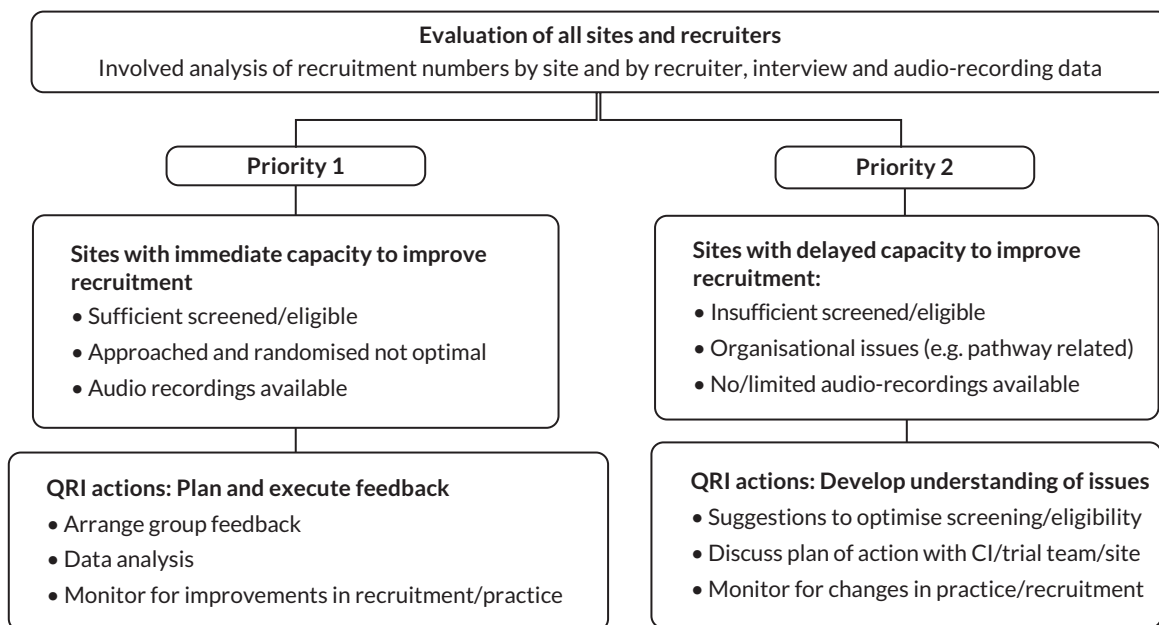 Evaluation of all sites and recruiters
Involved analysis of recruitment numbers by site and by recruiter, interview and audio-recording data
Priority 1
Sites with immediate capacity to improve
recruitment
• Sufficient screened/eligible
• Approached and randomised not optimal
• Audio recordings available
QRI actions: Plan and execute feedback
• Arrange group feedback
• Data analysis
• Monitor for improvements in recruitment/practice
Priority 2
Sites with delayed capacity to improve
recruitment:
• Insufficient screened/eligible
• Organisational issues (e.g. pathway related)
• No/limited audio-recordings available
QRI actions: Develop understanding of issues
• Suggestions to optimise screening/eligibility
• Discuss plan of action with CI/trial team/site
• Monitor for changes in practice/recruitment